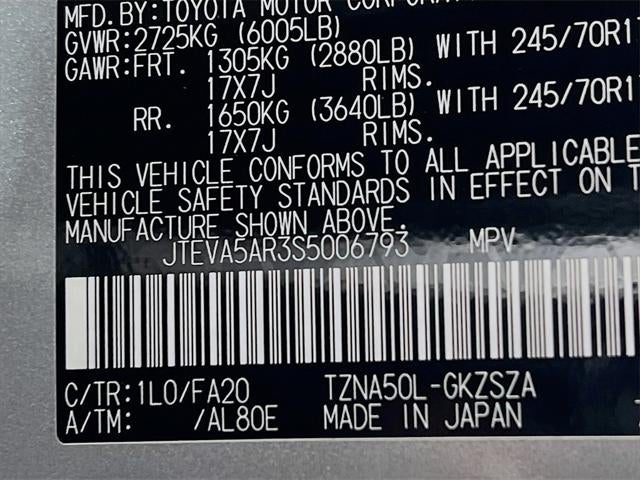 MFD.BY:TOYOTA MOTOR CORPORAT
GVWR:2725KG (6005LB)
GAWR:FRT. 1305KG (2880LB) WITH 245/70R1
17X7J RIMS.
RR. 1650KG (3640LB) WITH 245/70R1
17X7J RIMS.
THIS VEHICLE CONFORMS TO ALL APPLICABLE
VEHICLE SAFETY STANDARDS IN EFFECT ON T
MANUFACTURE SHOWN ABOVE.
JTEVA5AR3S5006793 MPV
C/TR:1L0/FA20 TZNA50L-GKZSZA
A/TM: /AL80E MADE IN JAPAN